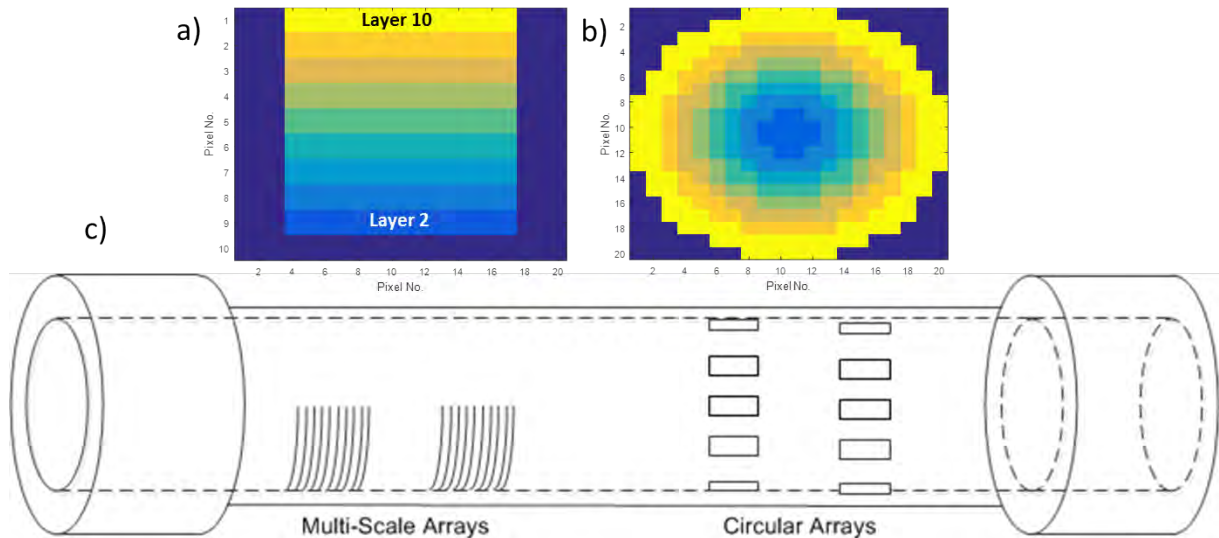 a)
Layer 10
Layer 2
Pixel No.
1
2
3
4
5
6
7
8
9
10
2 4 6 8 10 12 14 16 18 20
Pixel No.
b)
Pixel No.
2
4
6
8
10
12
14
16
18
20
2 4 6 8 10 12 14 16 18 20
Pixel No.
c)
Multi-Scale Arrays
Circular Arrays